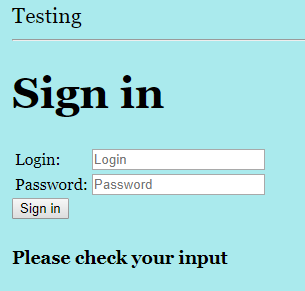 Testing
Sign in
Login: Login
Password: Password
Sign in
Please check your input